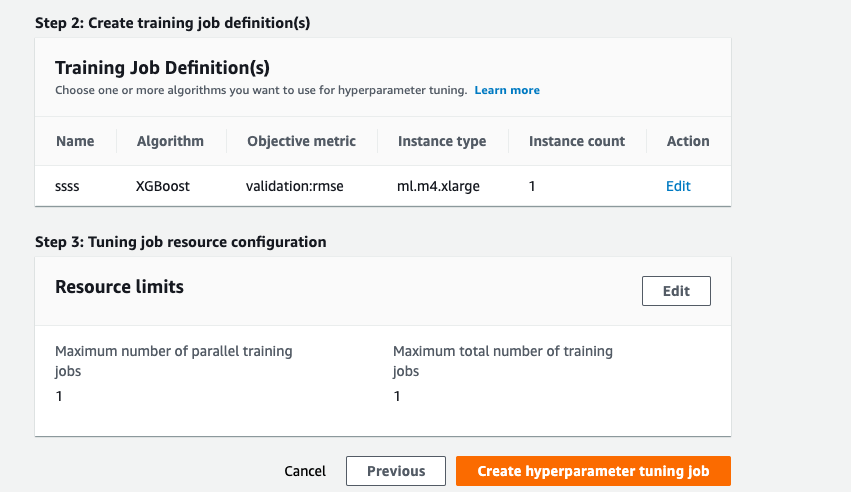 Step 2: Create training job definition(s)
Training Job Definition(s)
Choose one or more algorithms you want to use for hyperparameter tuning. Learn more
Name Algorithm Objective metric Instance type Instance count Action
ssss XGBoost validation:rmse ml.m4.xlarge 1 Edit
Step 3: Tuning job resource configuration
Resource limits Edit
Maximum number of parallel training Maximum total number of training
jobs jobs
1 1
Cancel Previous Create hyperparameter tuning job